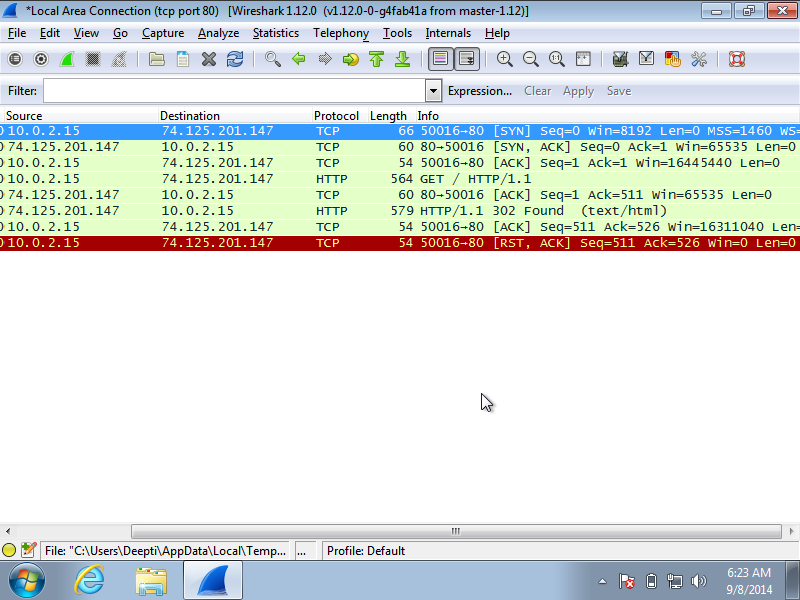 *Local Area Connection (tcp port 80) [Wireshark 1.12.0 (v1.12.0-0-g4fab41a from master-1.12)]
File Edit View Go Capture Analyze Statistics Telephony Tools Internals Help
Filter: Expression... Clear Apply Save
Source Destination Protocol Length Info
0 10.0.2.15 74.125.201.147 TCP 66 50016→80 [SYN] Seq=0 Win=8192 Len=0 MSS=1460 WS=
0 74.125.201.147 10.0.2.15 TCP 60 80→50016 [SYN, ACK] Seq=0 Ack=1 Win=65535 Len=0
0 10.0.2.15 74.125.201.147 TCP 54 50016→80 [ACK] Seq=1 Ack=1 Win=16445440 Len=0
0 10.0.2.15 74.125.201.147 HTTP 564 GET / HTTP/1.1
0 74.125.201.147 10.0.2.15 TCP 60 80→50016 [ACK] Seq=1 Ack=511 Win=65535 Len=0
0 74.125.201.147 10.0.2.15 HTTP 579 HTTP/1.1 302 Found (text/html)
0 10.0.2.15 74.125.201.147 TCP 54 50016→80 [ACK] Seq=511 Ack=526 Win=16311040 Len=
0 10.0.2.15 74.125.201.147 TCP 54 50016→80 [RST, ACK] Seq=511 Ack=526 Win=0 Len=0
File: "C:\Users\Deepti\AppData\Local\Temp... ... Profile: Default
6:23 AM
9/8/2014